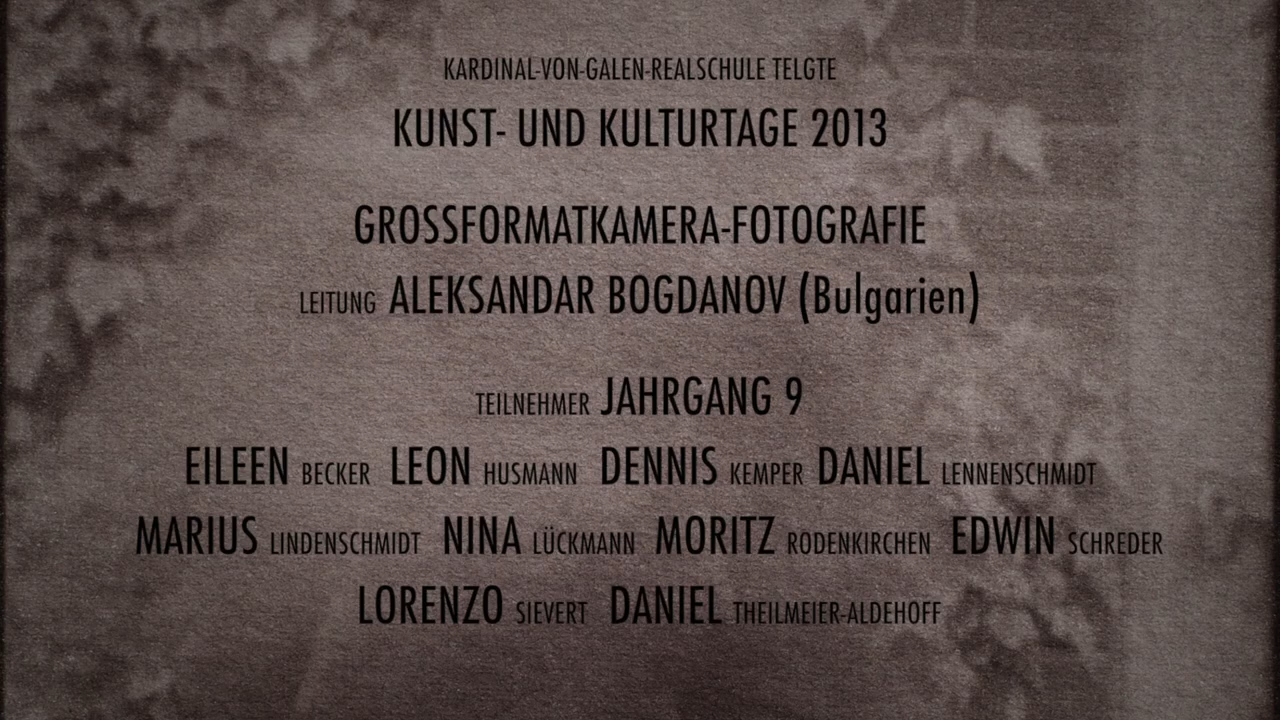 KARDINAL-VON-GALEN-REALSCHULE TELGTE
KUNST- UND KULTURTAGE 2013
GROSSFORMATKAMERA-FOTOGRAFIE
LEITUNG ALEKSANDAR BOGDANOV (Bulgarien)
TEILNEHMER JAHRGANG 9
EILEEN BECKER LEON HUSMANN DENNIS KEMPER DANIEL LENNENSCHMIDT
MARIUS LINDENSCHMIDT NINA LÜCKMANN MORITZ RODENKIRCHEN EDWIN SCHREDER
LORENZO SIEVERT DANIEL THEILMEIER-ALDEHOFF